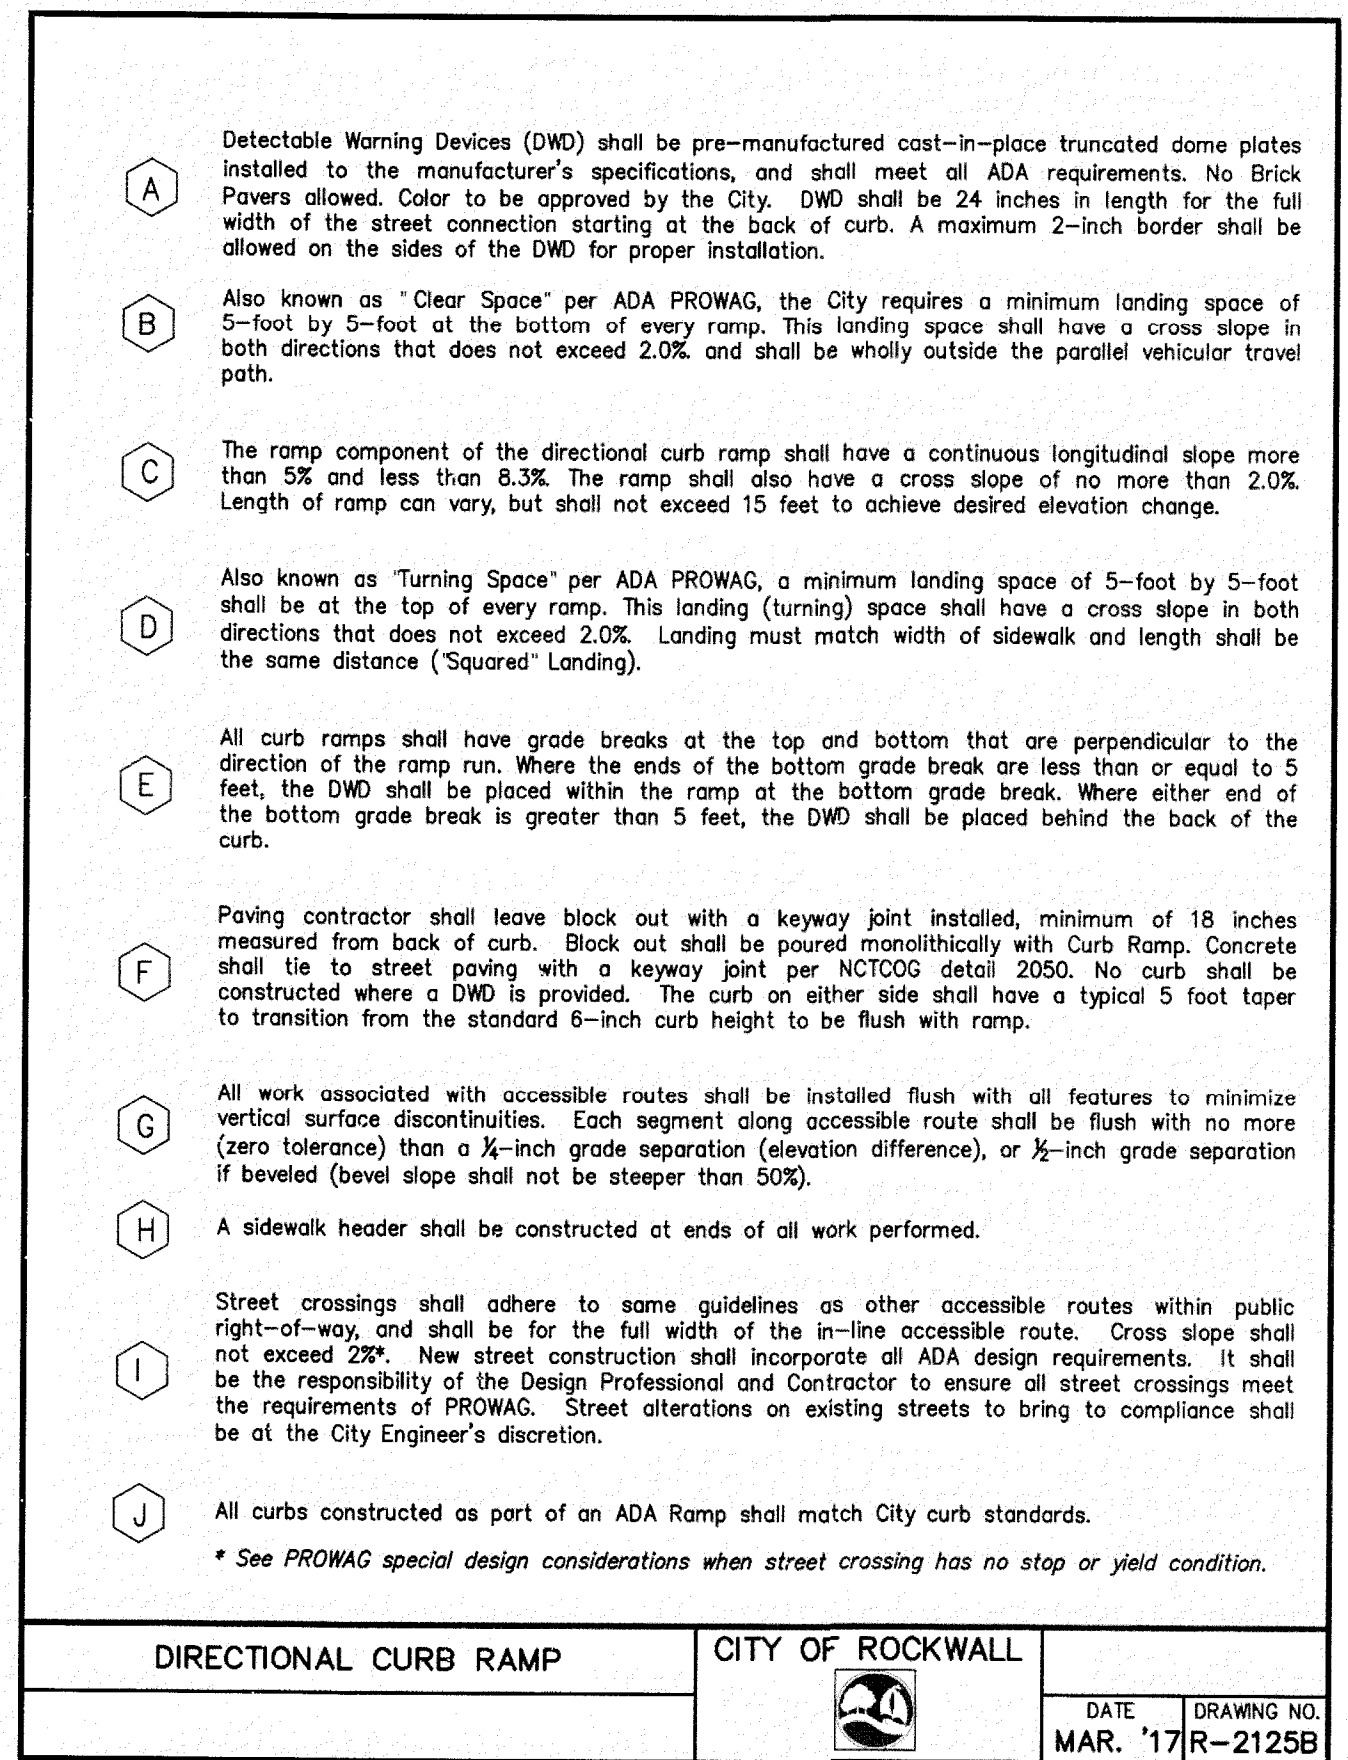 Detectable Warning Devices (DWD) shall be pre-manufactured cast-in-place truncated dome plates
A
installed to the manufacturer's specifications, and shall meet all ADA requirements. No Brick
Pavers allowed. Color to be approved by the City. DWD shall be 24 inches in length for the full
width of the street connection starting at the back of curb. A maximum 2-inch border shall be
allowed on the sides of the DWD for proper installation.
B
Also known as "Clear Space" per ADA PROWAG, the City requires a minimum landing space of
5-foot by 5-foot at the bottom of every ramp. This landing space shall have a cross slope in
both directions that does not exceed 2.0%. and shall be wholly outside the parallel vehicular travel
path.
C
The ramp component of the directional curb ramp shall have a continuous longitudinal slope more
than 5% and less than 8.3%. The ramp shall also have a cross slope of no more than 2.0%.
Length of ramp can vary, but shall not exceed 15 feet to achieve desired elevation change.
D
Also known as "Turning Space" per ADA PROWAG, a minimum landing space of 5-foot by 5-foot
shall be at the top of every ramp. This landing (turning) space shall have a cross slope in both
directions that does not exceed 2.0%. Landing must match width of sidewalk and length shall be
the same distance ("Squared" Landing).
E
All curb ramps shall have grade breaks at the top and bottom that are perpendicular to the
direction of the ramp run. Where the ends of the bottom grade break are less than or equal to 5
feet, the DWD shall be placed within the ramp at the bottom grade break. Where either end of
the bottom grade break is greater than 5 feet, the DWD shall be placed behind the back of the
curb.
F
Paving contractor shall leave block out with a keyway joint installed, minimum of 18 inches
measured from back of curb. Block out shall be poured monolithically with Curb Ramp. Concrete
shall tie to street paving with a keyway joint per NCTCOG detail 2050. No curb shall be
constructed where a DWD is provided. The curb on either side shall have a typical 5 foot taper
to transition from the standard 6-inch curb height to be flush with ramp.
G
All work associated with accessible routes shall be installed flush with all features to minimize
vertical surface discontinuities. Each segment along accessible route shall be flush with no more
(zero tolerance) than a ¼-inch grade separation (elevation difference), or ½-inch grade separation
if beveled (bevel slope shall not be steeper than 50%).
H
A sidewalk header shall be constructed at ends of all work performed.
I
Street crossings shall adhere to same guidelines as other accessible routes within public
right-of-way, and shall be for the full width of the in-line accessible route. Cross slope shall
not exceed 2%*. New street construction shall incorporate all ADA design requirements. It shall
be the responsibility of the Design Professional and Contractor to ensure all street crossings meet
the requirements of PROWAG. Street alterations on existing streets to bring to compliance shall
be at the City Engineer's discretion.
J
All curbs constructed as part of an ADA Ramp shall match City curb standards.
* See PROWAG special design considerations when street crossing has no stop or yield condition.
DIRECTIONAL CURB RAMP
CITY OF ROCKWALL
DATE
MAR. '17
DRAWING NO.
R-2125B